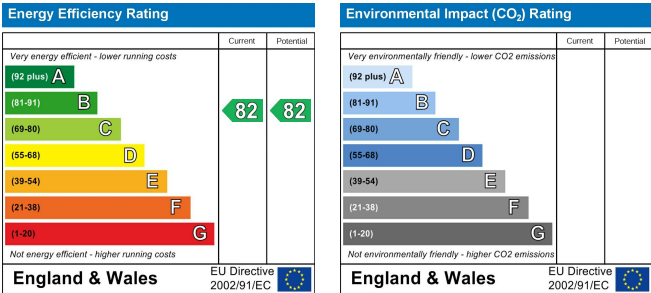 Energy Efficiency Rating
Current Potential
Very energy efficient - lower running costs
(92 plus) A
(81-91) B
82 82
(69-80) C
(55-68) D
(39-54) E
(21-38) F
(1-20) G
Not energy efficient - higher running costs
England & Wales
EU Directive
2002/91/EC
Environmental Impact (CO₂) Rating
Current Potential
Very environmentally friendly - lower CO2 emissions
(92 plus) A
(81-91) B
(69-80) C
(55-68) D
(39-54) E
(21-38) F
(1-20) G
Not environmentally friendly - higher CO2 emissions
England & Wales
EU Directive
2002/91/EC